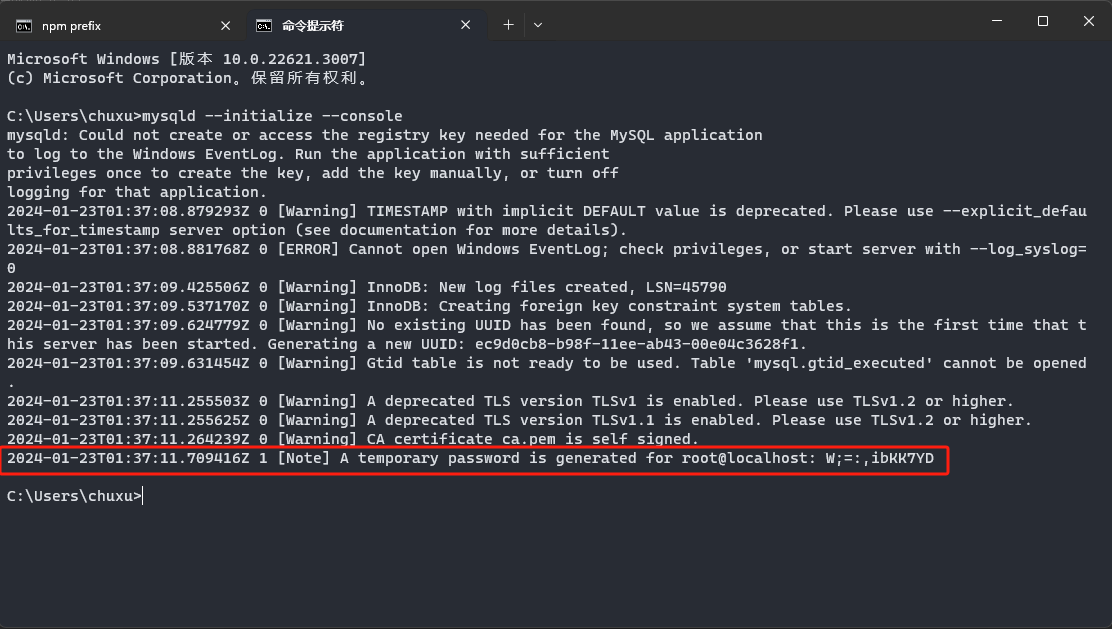 npm prefix
命令提示符
Microsoft Windows [版本 10.0.22621.3007]
(c) Microsoft Corporation。保留所有权利。
C:\Users\chuxu>mysqld --initialize --console
mysqld: Could not create or access the registry key needed for the MySQL application
to log to the Windows EventLog. Run the application with sufficient
privileges once to create the key, add the key manually, or turn off
logging for that application.
2024-01-23T01:37:08.879293Z 0 [Warning] TIMESTAMP with implicit DEFAULT value is deprecated. Please use --explicit_defau
lts_for_timestamp server option (see documentation for more details).
2024-01-23T01:37:08.881768Z 0 [ERROR] Cannot open Windows EventLog; check privileges, or start server with --log_syslog=
0
2024-01-23T01:37:09.425506Z 0 [Warning] InnoDB: New log files created, LSN=45790
2024-01-23T01:37:09.537170Z 0 [Warning] InnoDB: Creating foreign key constraint system tables.
2024-01-23T01:37:09.624779Z 0 [Warning] No existing UUID has been found, so we assume that this is the first time that t
his server has been started. Generating a new UUID: ec9d0cb8-b98f-11ee-ab43-00e04c3628f1.
2024-01-23T01:37:09.631454Z 0 [Warning] Gtid table is not ready to be used. Table 'mysql.gtid_executed' cannot be opened
.
2024-01-23T01:37:11.255503Z 0 [Warning] A deprecated TLS version TLSv1 is enabled. Please use TLSv1.2 or higher.
2024-01-23T01:37:11.255625Z 0 [Warning] A deprecated TLS version TLSv1.1 is enabled. Please use TLSv1.2 or higher.
2024-01-23T01:37:11.264239Z 0 [Warning] CA certificate ca.pem is self signed.
2024-01-23T01:37:11.709416Z 1 [Note] A temporary password is generated for root@localhost: W;=:,ibKK7YD
C:\Users\chuxu>